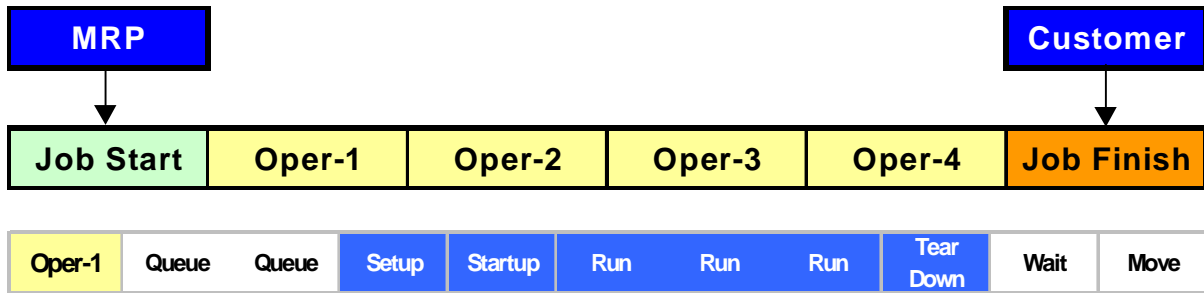 MRP Customer
Job Start Oper-1 Oper-2 Oper-3 Oper-4 Job Finish
Oper-1 Queue Queue Setup Startup Run Run Run Tear Down Wait Move